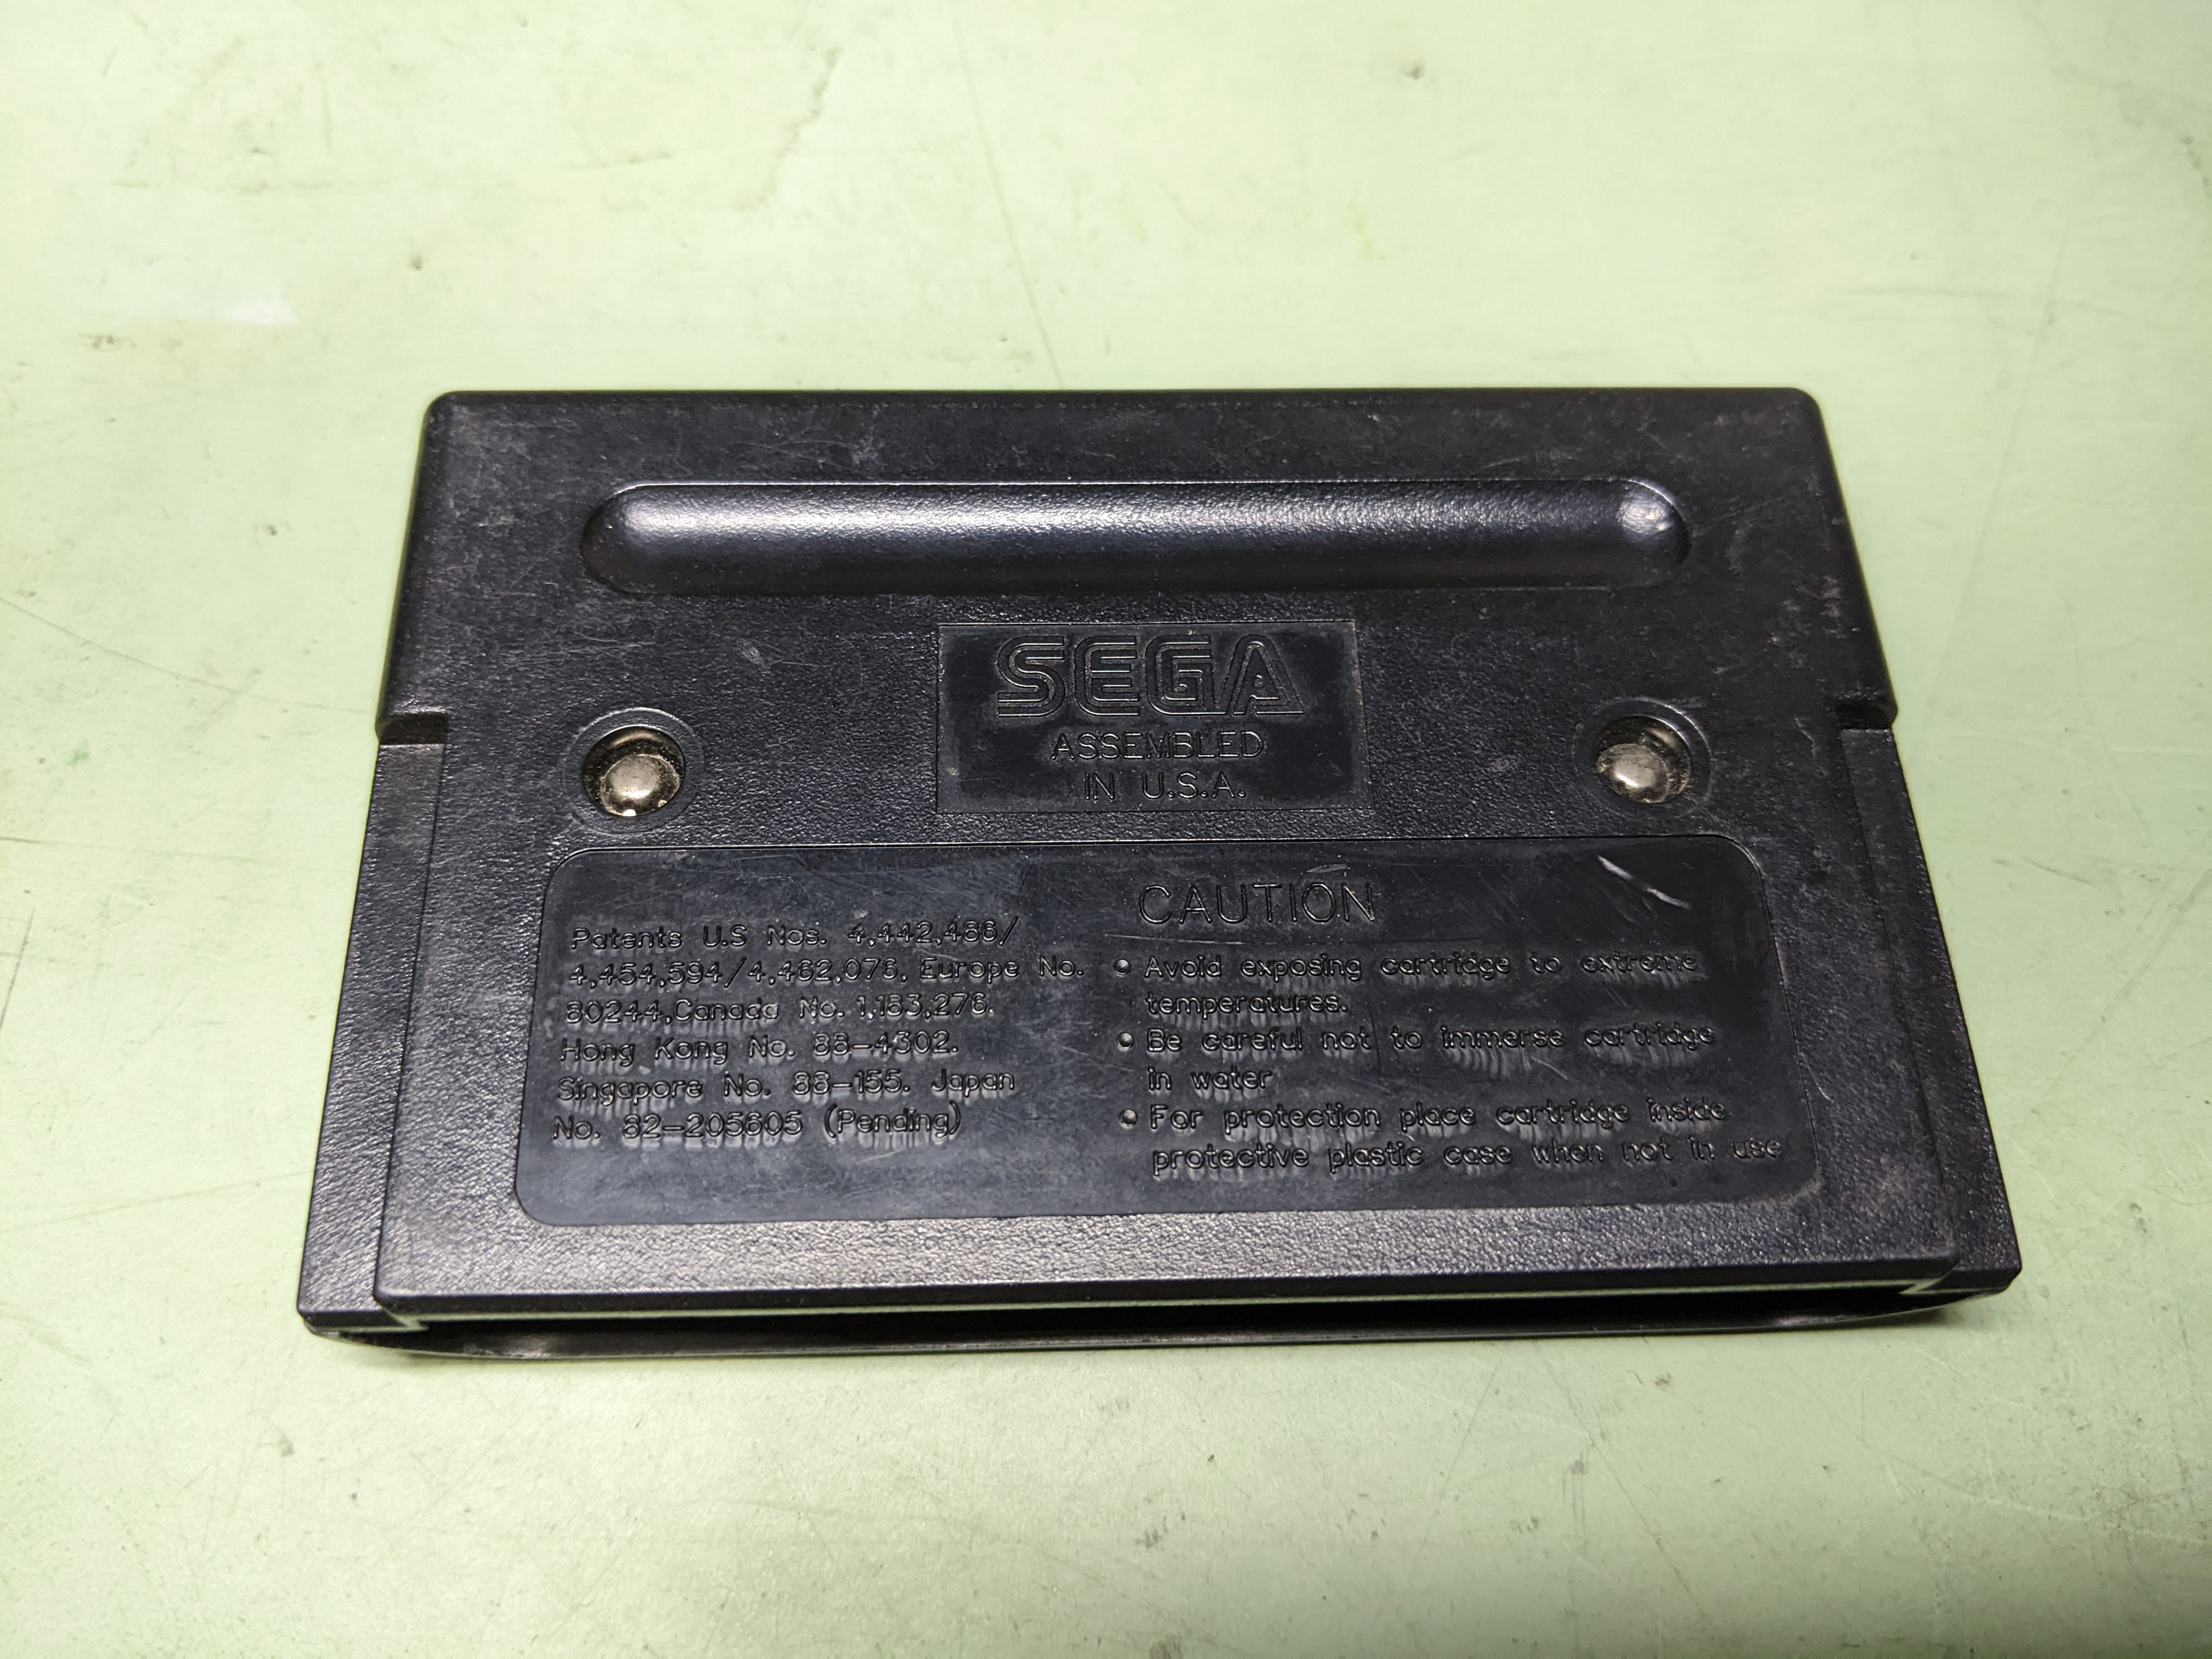 SEGA
ASSEMBLED
IN U.S.A.
Patents U.S Nos. 4,442,486/
4,454,594/4,462,076, Europe No.
80244,Canada No. 1,183,276.
Hong Kong No. 88-4302.
Singapore No. 88-155. Japan
No. 82-205605 (Pending)
CAUTION
• Avoid exposing cartridge to extreme
temperatures.
• Be careful not to immerse cartridge
in water
• For protection place cartridge inside
protective plastic case when not in use